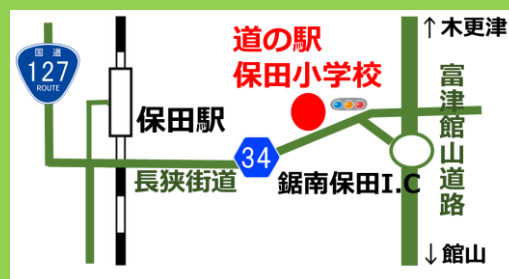 国道
127
ROUTE
保田駅
道の駅
保田小学校
34
長狭街道
鋸南保田I.C
富津館山道路
↑木更津
↓館山